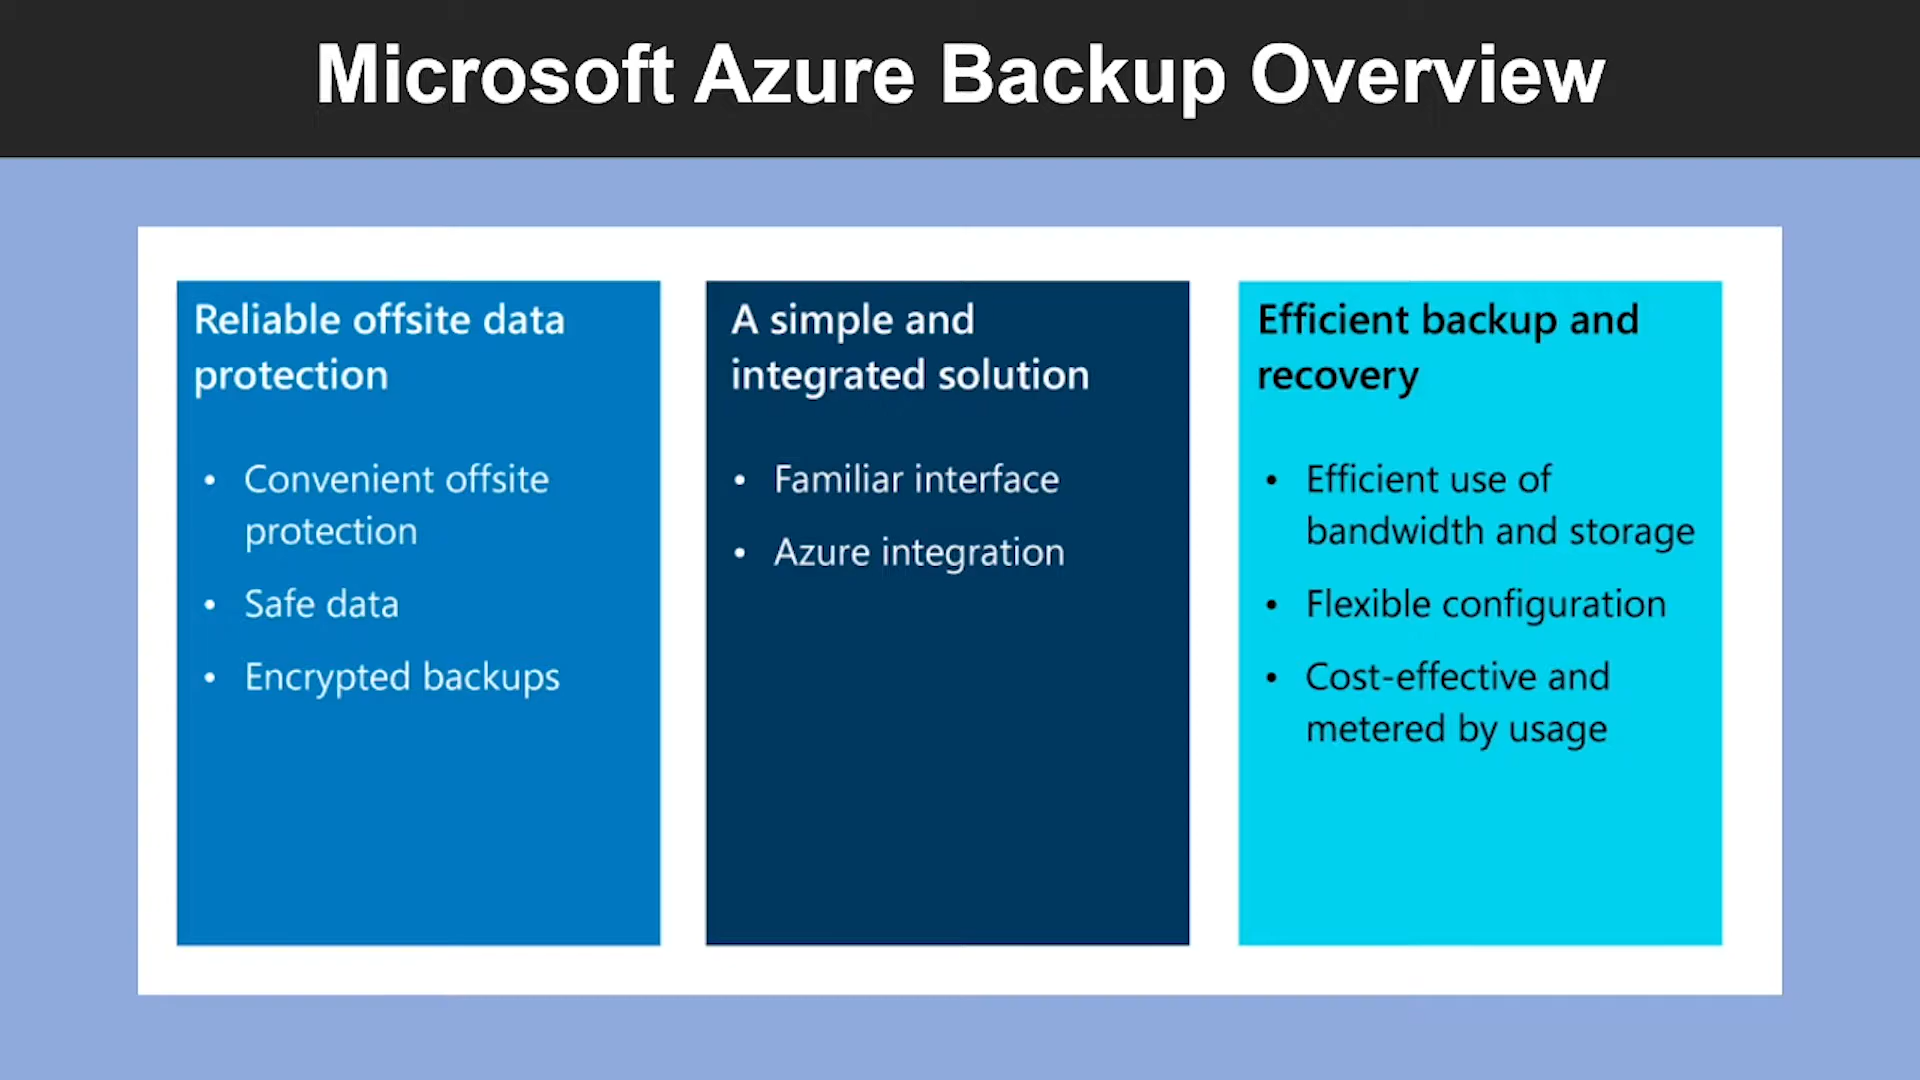 Microsoft Azure Backup Overview
Reliable offsite data
protection
• Convenient offsite
protection
• Safe data
• Encrypted backups
A simple and
integrated solution
• Familiar interface
• Azure integration
Efficient backup and
recovery
• Efficient use of
bandwidth and storage
• Flexible configuration
• Cost-effective and
metered by usage